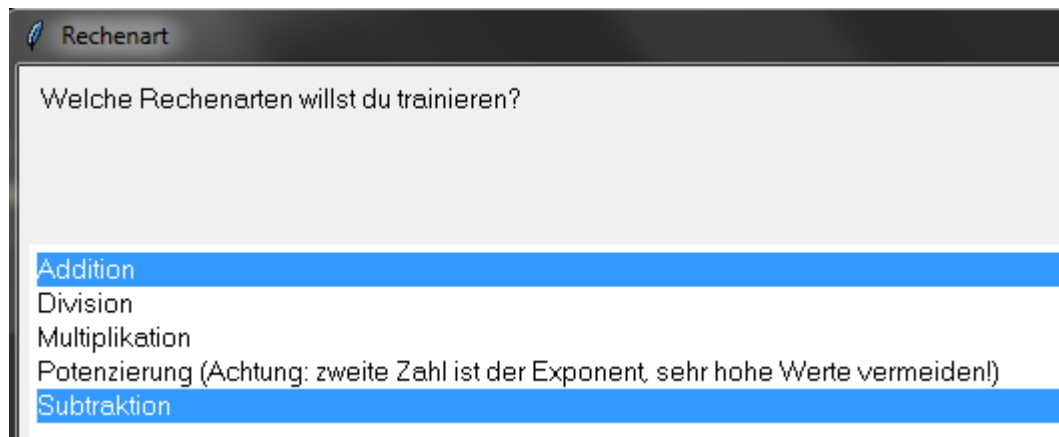 Rechenart
Welche Rechenarten willst du trainieren?
Addition
Division
Multiplikation
Potenzierung (Achtung: zweite Zahl ist der Exponent, sehr hohe Werte vermeiden!)
Subtraktion